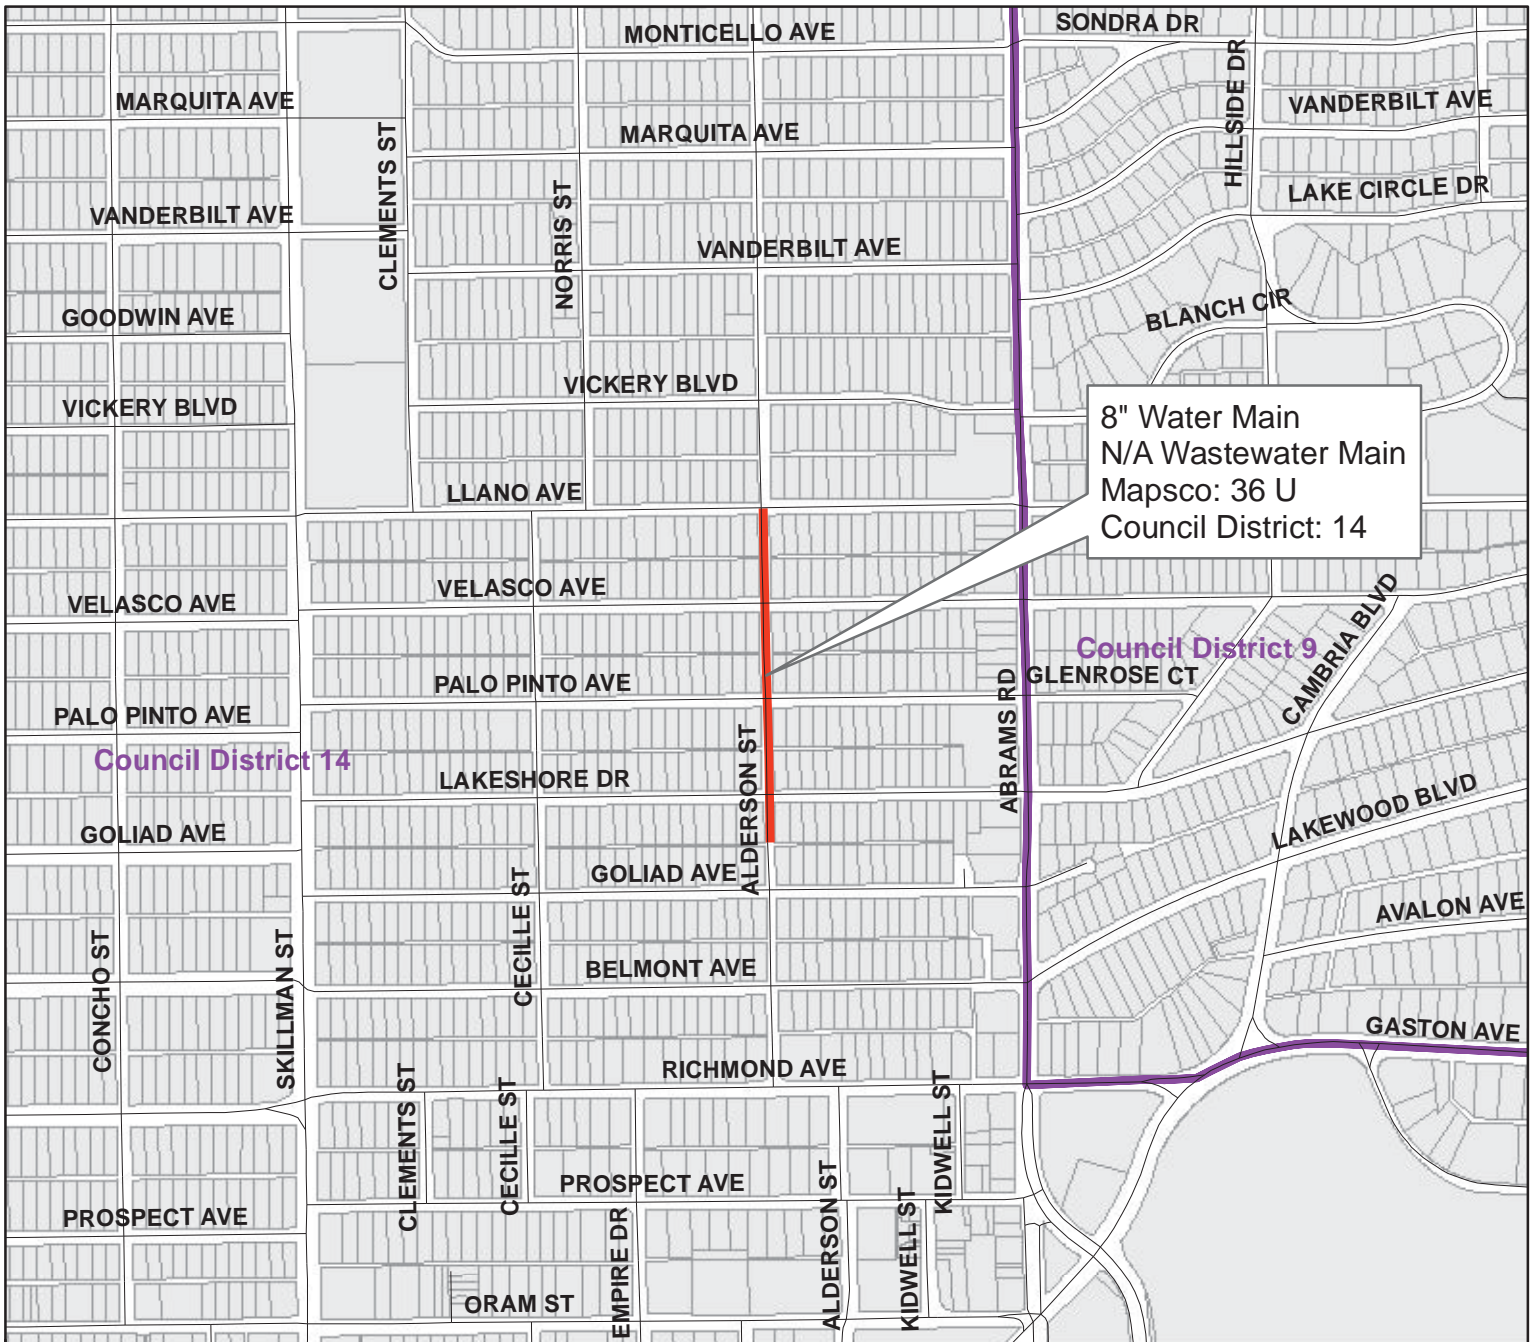 MONTICELLO AVE
SONDRA DR
HILLSIDE DR
MARQUITA AVE
VANDERBILT AVE
MARQUITA AVE
CLEMENTS ST
NORRIS ST
LAKE CIRCLE DR
VANDERBILT AVE
VANDERBILT AVE
GOODWIN AVE
BLANCH CIR
VICKERY BLVD
VICKERY BLVD
8" Water Main
N/A Wastewater Main
Mapsco: 36 U
Council District: 14
LLANO AVE
VELASCO AVE
VELASCO AVE
CAMBRIA BLVD
Council District 9
GLENROSE CT
PALO PINTO AVE
PALO PINTO AVE
ABRAMS RD
Council District 14
LAKESHORE DR
ALDERSON ST
LAKEWOOD BLVD
GOLIAD AVE
GOLIAD AVE
CECILLE ST
AVALON AVE
CONCHO ST
SKILLMAN ST
BELMONT AVE
GASTON AVE
RICHMOND AVE
CLEMENTS ST
CECILLE ST
KIDWELL ST
PROSPECT AVE
PROSPECT AVE
EMPIRE DR
ALDERSON ST
KIDWELL ST
ORAM ST